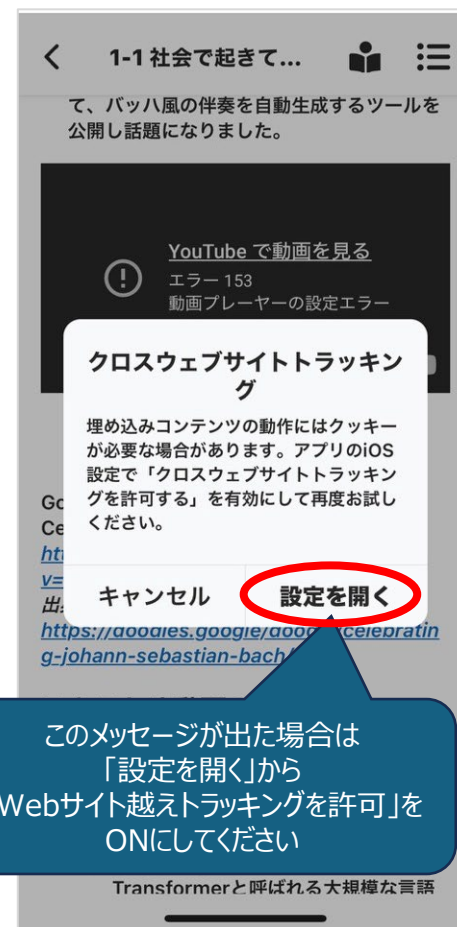 1-1 社会で起きて...
て、バッハ風の伴奏を自動生成するツールを
公開し話題になりました。
YouTube で動画を見る
エラー 153
動画プレーヤーの設定エラー
クロスウェブサイトトラッキン
グ
埋め込みコンテンツの動作にはクッキー
が必要な場合があります。アプリのiOS
設定で「クロスウェブサイトトラッキン
グを許可する」を有効にして再度お試し
ください。
キャンセル 設定を開く
Go
Ce
htt
v=
出
https://doodles.google/doodle/celebratin
g-johann-sebastian-bach/
このメッセージが出た場合は
「設定を開く」から
Webサイト越えトラッキングを許可」を
ONにしてください
Transformerと呼ばれる大規模な言語